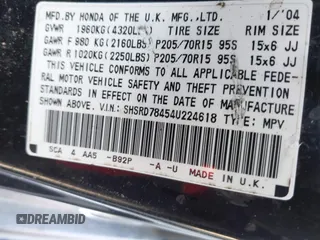 MFD.BY HONDA OF THE U.K. MFG.,LTD. 1/'04
GVWR 1960KG(4320LBS) TIRE SIZE RIM SIZE
GAWR F 980 KG(2160LBS) P205/70R15 95S 15x6 JJ
GAWR R 1020KG(2250LBS) P205/70R15 95S 15x6 JJ
THIS VEHICLE CONFORMS TO ALL APPLICABLE FEDE-
RAL MOTOR VEHICLE SAFETY AND THEFT PREVENTION
STANDARDS IN EFFECT ON THE DATE OF MANUFACTURE
SHOWN ABOVE. V.I.N.: SHSRD78454U224618 TYPE: MPV
SCA 4 AA5 -B92P -A -U MADE IN U.K.
© DREAMBID